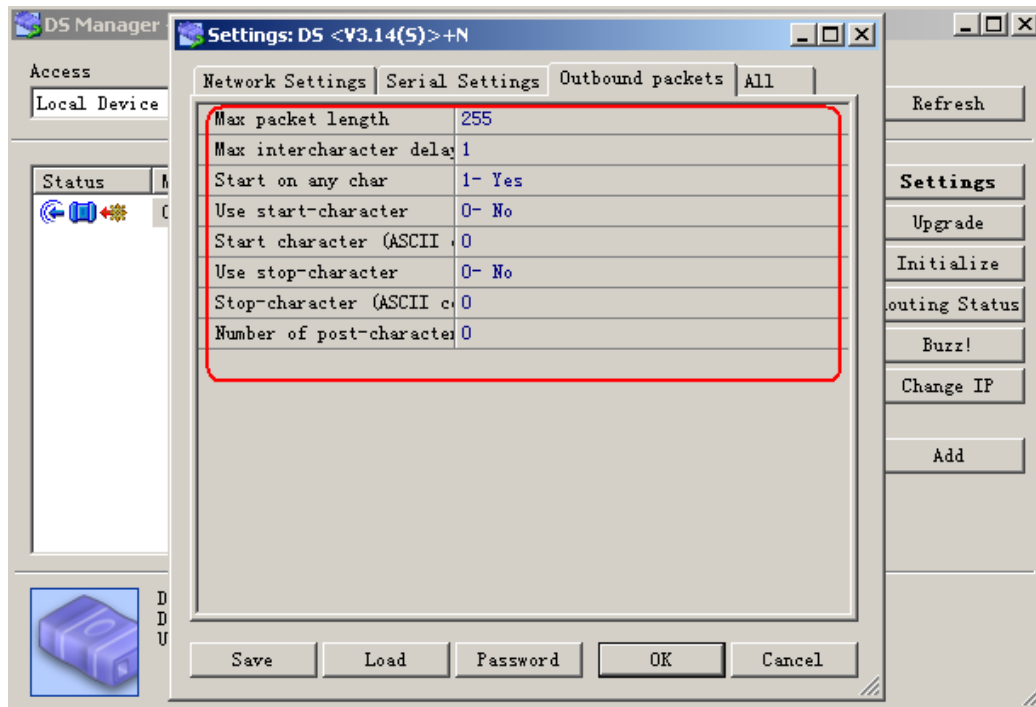 DS Manager -
Settings: DS <V3.14(S)>+N
Access
Local Device
Refresh
Network Settings
Serial Settings
Outbound packets
All
Max packet length 255
Max intercharacter delay 1
Start on any char 1- Yes
Use start-character 0- No
Start character (ASCII 0
Use stop-character 0- No
Stop-character (ASCII c 0
Number of post-character 0
Status
Settings
Upgrade
Initialize
outing Status
Buzz!
Change IP
Add
D
D
U
Save
Load
Password
OK
Cancel